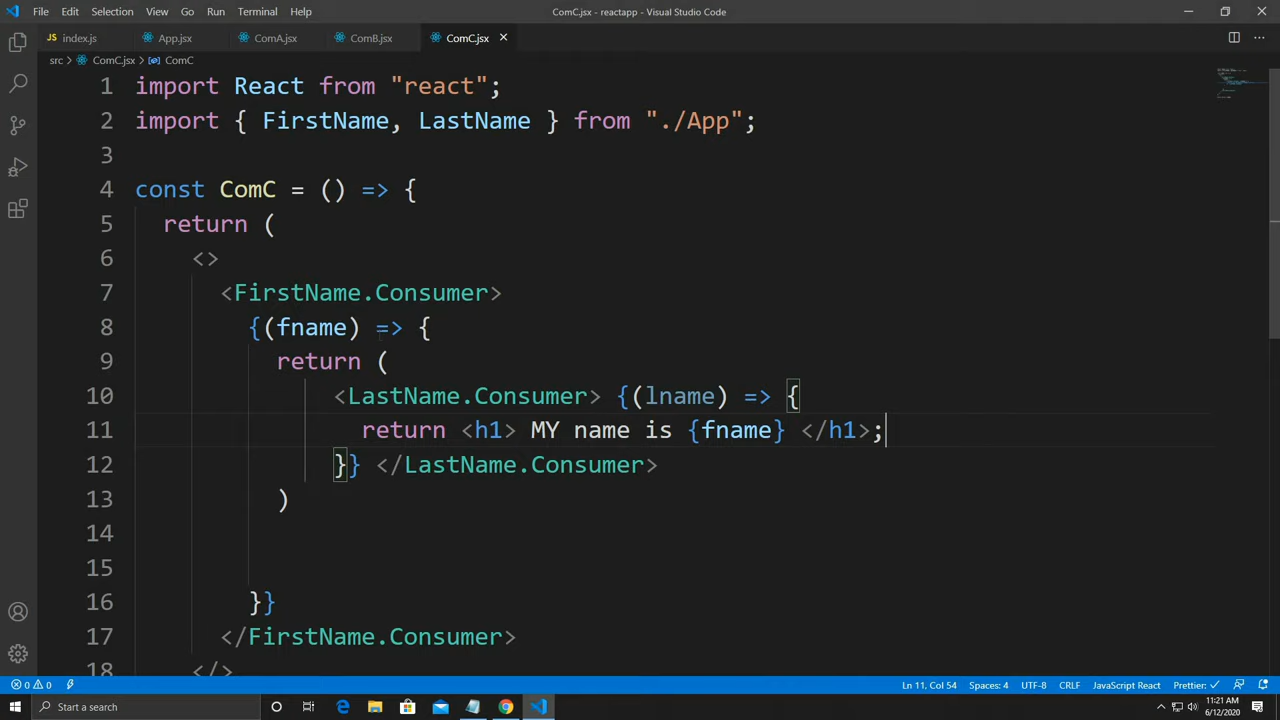 File Edit Selection View Go Run Terminal Help ComC.jsx - reactapp - Visual Studio Code
JS index.js App.jsx ComA.jsx ComB.jsx ComC.jsx
src > ComC.jsx > ComC
1 import React from "react";
2 import { FirstName, LastName } from "./App";
3
4 const ComC = () => {
5 return (
6 <>
7 <FirstName.Consumer>
8 {(fname) => {
9 return (
10 <LastName.Consumer> {(lname) => {
11 return <h1> MY name is {fname} </h1>;
12 }} </LastName.Consumer>
13 )
14
15
16 }}
17 </FirstName.Consumer>
18 </>
0 0 Ln 11, Col 54 Spaces: 4 UTF-8 CRLF JavaScript React Prettier: ✓
Start a search 11:21 AM
6/12/2020